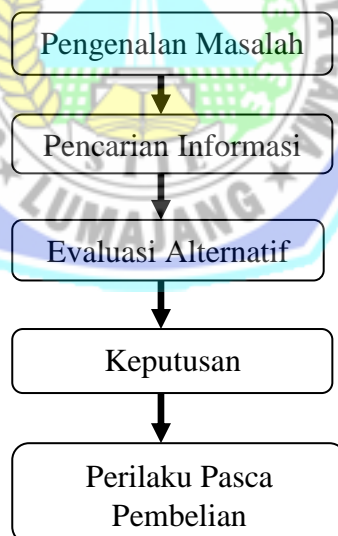 Pengenalan Masalah
Pencarian Informasi
S T I E
LUMAJANG
Evaluasi Alternatif
Keputusan
Perilaku Pasca
Pembelian